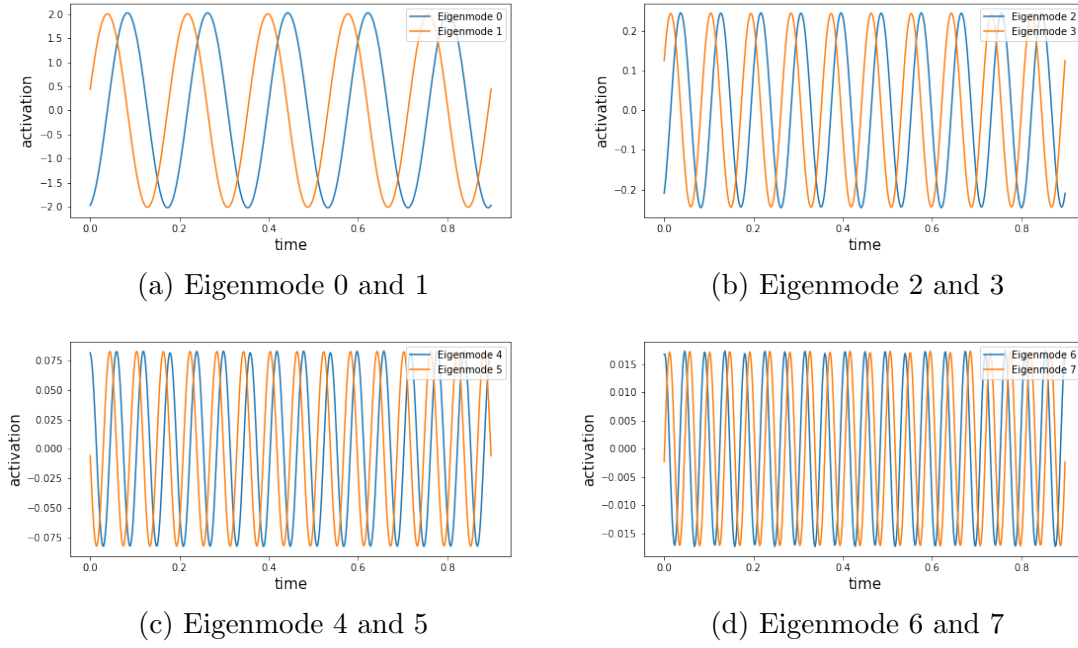 2.0
1.5
1.0
0.5
0.0
−0.5
−1.0
−1.5
−2.0
activation
0.0 0.2 0.4 0.6 0.8
time
Eigenmode 0
Eigenmode 1
(a) Eigenmode 0 and 1
0.2
0.1
0.0
−0.1
−0.2
activation
0.0 0.2 0.4 0.6 0.8
time
Eigenmode 2
Eigenmode 3
(b) Eigenmode 2 and 3
0.075
0.050
0.025
0.000
−0.025
−0.050
−0.075
activation
0.0 0.2 0.4 0.6 0.8
time
Eigenmode 4
Eigenmode 5
(c) Eigenmode 4 and 5
0.015
0.010
0.005
0.000
−0.005
−0.010
−0.015
activation
0.0 0.2 0.4 0.6 0.8
time
Eigenmode 6
Eigenmode 7
(d) Eigenmode 6 and 7